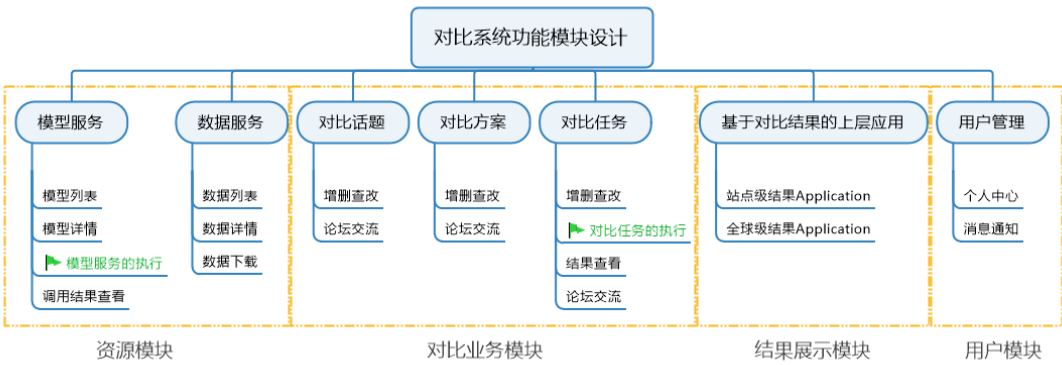 对比系统功能模块设计
模型服务
模型列表
模型详情
模型服务的执行
调用结果查看
数据服务
数据列表
数据详情
数据下载
资源模块
对比话题
增删查改
论坛交流
对比方案
增删查改
论坛交流
对比任务
增删查改
对比任务的执行
结果查看
论坛交流
对比业务模块
基于对比结果的上层应用
站点级结果Application
全球级结果Application
结果展示模块
用户管理
个人中心
消息通知
用户模块